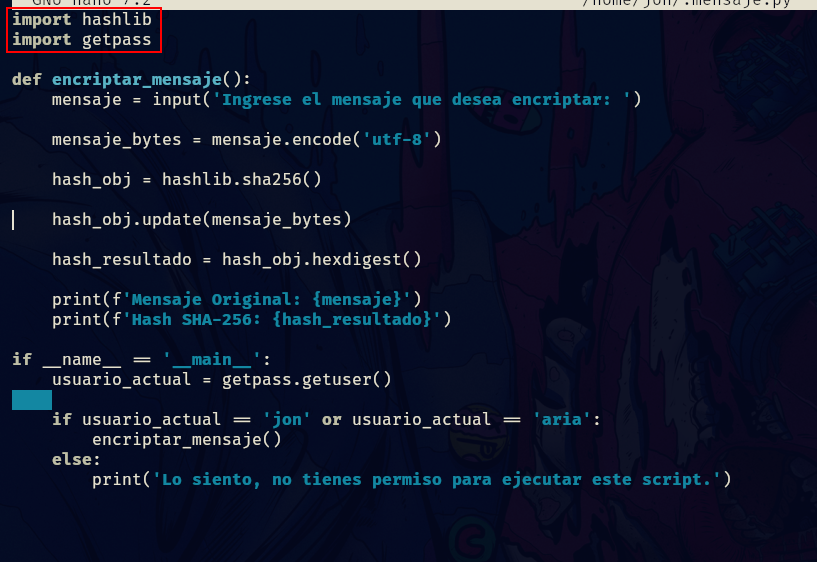 GNU nano 7.2 /home/jon/.mensaje.py
import hashlib
import getpass
def encriptar_mensaje():
    mensaje = input('Ingrese el mensaje que desea encriptar: ')
    mensaje_bytes = mensaje.encode('utf-8')
    hash_obj = hashlib.sha256()
    hash_obj.update(mensaje_bytes)
    hash_resultado = hash_obj.hexdigest()
    print(f'Mensaje Original: {mensaje}')
    print(f'Hash SHA-256: {hash_resultado}')
if __name__ == '__main__':
    usuario_actual = getpass.getuser()
    if usuario_actual == 'jon' or usuario_actual == 'aria':
        encriptar_mensaje()
    else:
        print('Lo siento, no tienes permiso para ejecutar este script.')